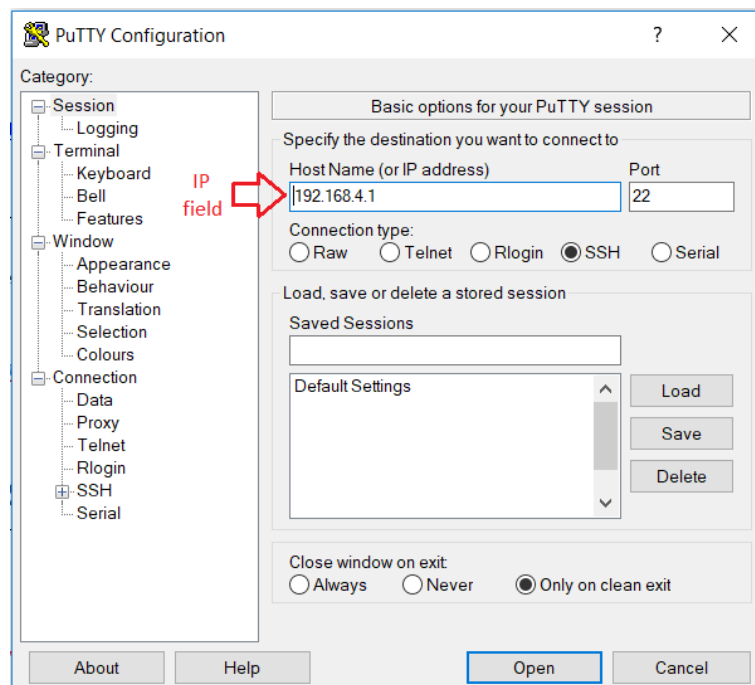 PuTTY Configuration
?
Category:
Session
Logging
Terminal
Keyboard
Bell
Features
Window
Appearance
Behaviour
Translation
Selection
Colours
Connection
Data
Proxy
Telnet
Rlogin
SSH
Serial
IP
field
Basic options for your PuTTY session
Specify the destination you want to connect to
Host Name (or IP address) Port
192.168.4.1 22
Connection type:
Raw Telnet Rlogin SSH Serial
Load, save or delete a stored session
Saved Sessions
Default Settings
Load
Save
Delete
Close window on exit:
Always Never Only on clean exit
About Help Open Cancel